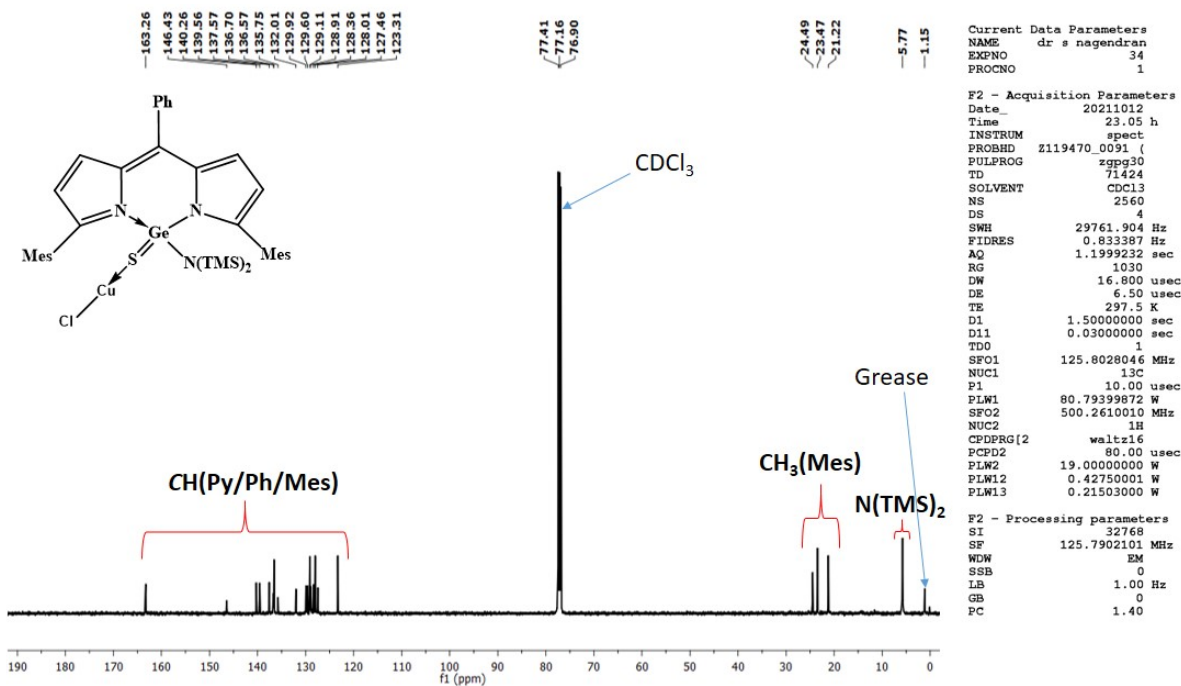 163.26
146.43
140.26
139.56
137.57
136.70
136.57
135.75
132.01
129.92
129.60
129.11
128.91
128.36
128.01
127.46
123.31
77.41
77.16
76.90
24.49
23.47
21.22
5.77
1.15
Ph
N
N
Ge
Mes
Mes
S
N(TMS)2
Cu
Cl
CDCl3
Grease
CH(Py/Ph/Mes)
CH3(Mes)
N(TMS)2
190 180 170 160 150 140 130 120 110 100 90 80 70 60 50 40 30 20 10 0
f1 (ppm)
Current Data Parameters
NAME dr s nagendran
EXPNO 34
PROCNO 1
F2 - Acquisition Parameters
Date_ 20211012
Time 23.05 h
INSTRUM spect
PROBHD Z119470_0091 (
PULPROG zgpg30
TD 71424
SOLVENT CDCl3
NS 2560
DS 4
SWH 29761.904 Hz
FIDRES 0.833387 Hz
AQ 1.1999232 sec
RG 1030
DW 16.800 usec
DE 6.50 usec
TE 297.5 K
D1 1.50000000 sec
D11 0.03000000 sec
TD0 1
SFO1 125.8028046 MHz
NUC1 13C
P1 10.00 usec
PLW1 80.79399872 W
SFO2 500.2610010 MHz
NUC2 1H
CPDPRG[2 waltz16
PCPD2 80.00 usec
PLW2 19.00000000 W
PLW12 0.42750001 W
PLW13 0.21503000 W
F2 - Processing parameters
SI 32768
SF 125.7902101 MHz
WDW EM
SSB 0
LB 1.00 Hz
GB 0
PC 1.40